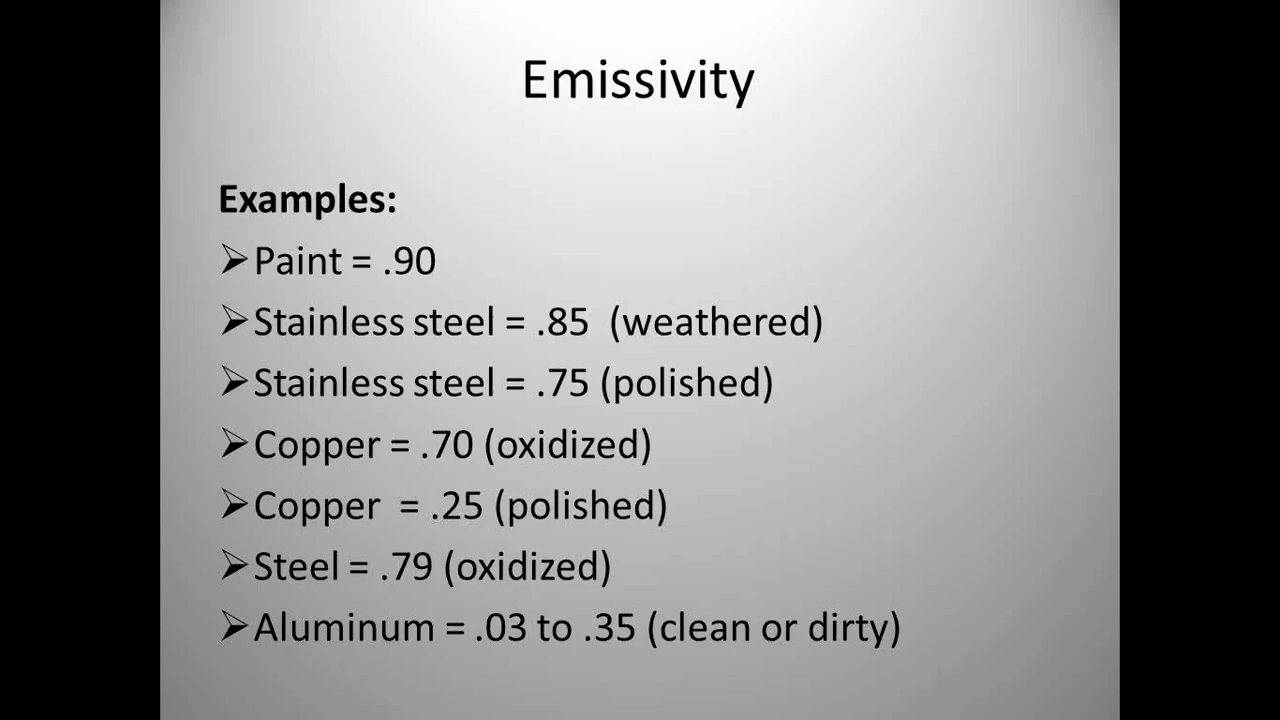 Emissivity
Examples:
➢Paint = .90
➢Stainless steel = .85  (weathered)
➢Stainless steel = .75 (polished)
➢Copper = .70 (oxidized)
➢Copper  = .25 (polished)
➢Steel = .79 (oxidized)
➢Aluminum = .03 to .35 (clean or dirty)